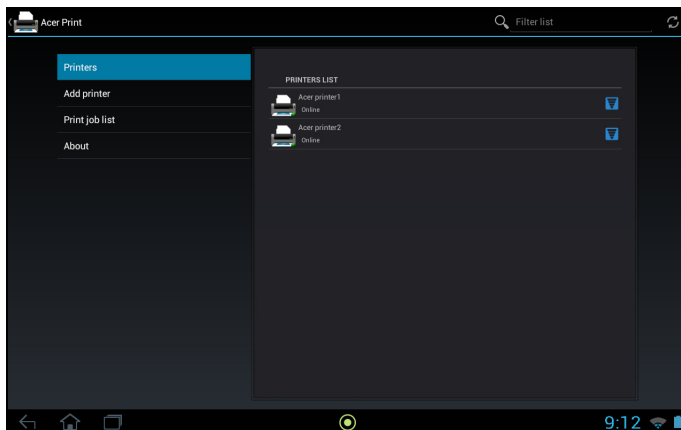 Acer Print
Filter list
Printers
Add printer
Print job list
About
PRINTERS LIST
Acer printer1
Online
Acer printer2
Online
9:12